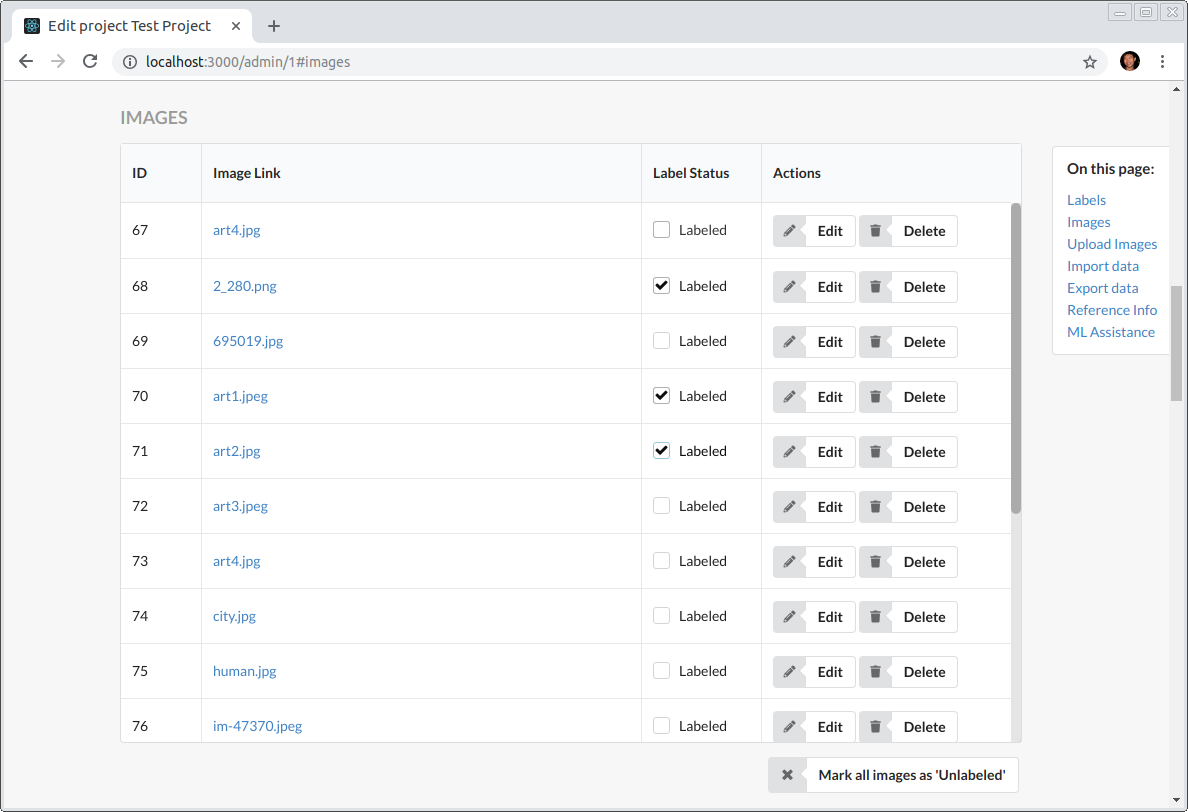 Edit project Test Project
localhost:3000/admin/1#images
IMAGES
ID Image Link Label Status Actions
67 art4.jpg Labeled Edit Delete
68 2_280.png Labeled Edit Delete
69 695019.jpg Labeled Edit Delete
70 art1.jpeg Labeled Edit Delete
71 art2.jpg Labeled Edit Delete
72 art3.jpeg Labeled Edit Delete
73 art4.jpg Labeled Edit Delete
74 city.jpg Labeled Edit Delete
75 human.jpg Labeled Edit Delete
76 im-47370.jpeg Labeled Edit Delete
Mark all images as 'Unlabeled'
On this page:
Labels
Images
Upload Images
Import data
Export data
Reference Info
ML Assistance